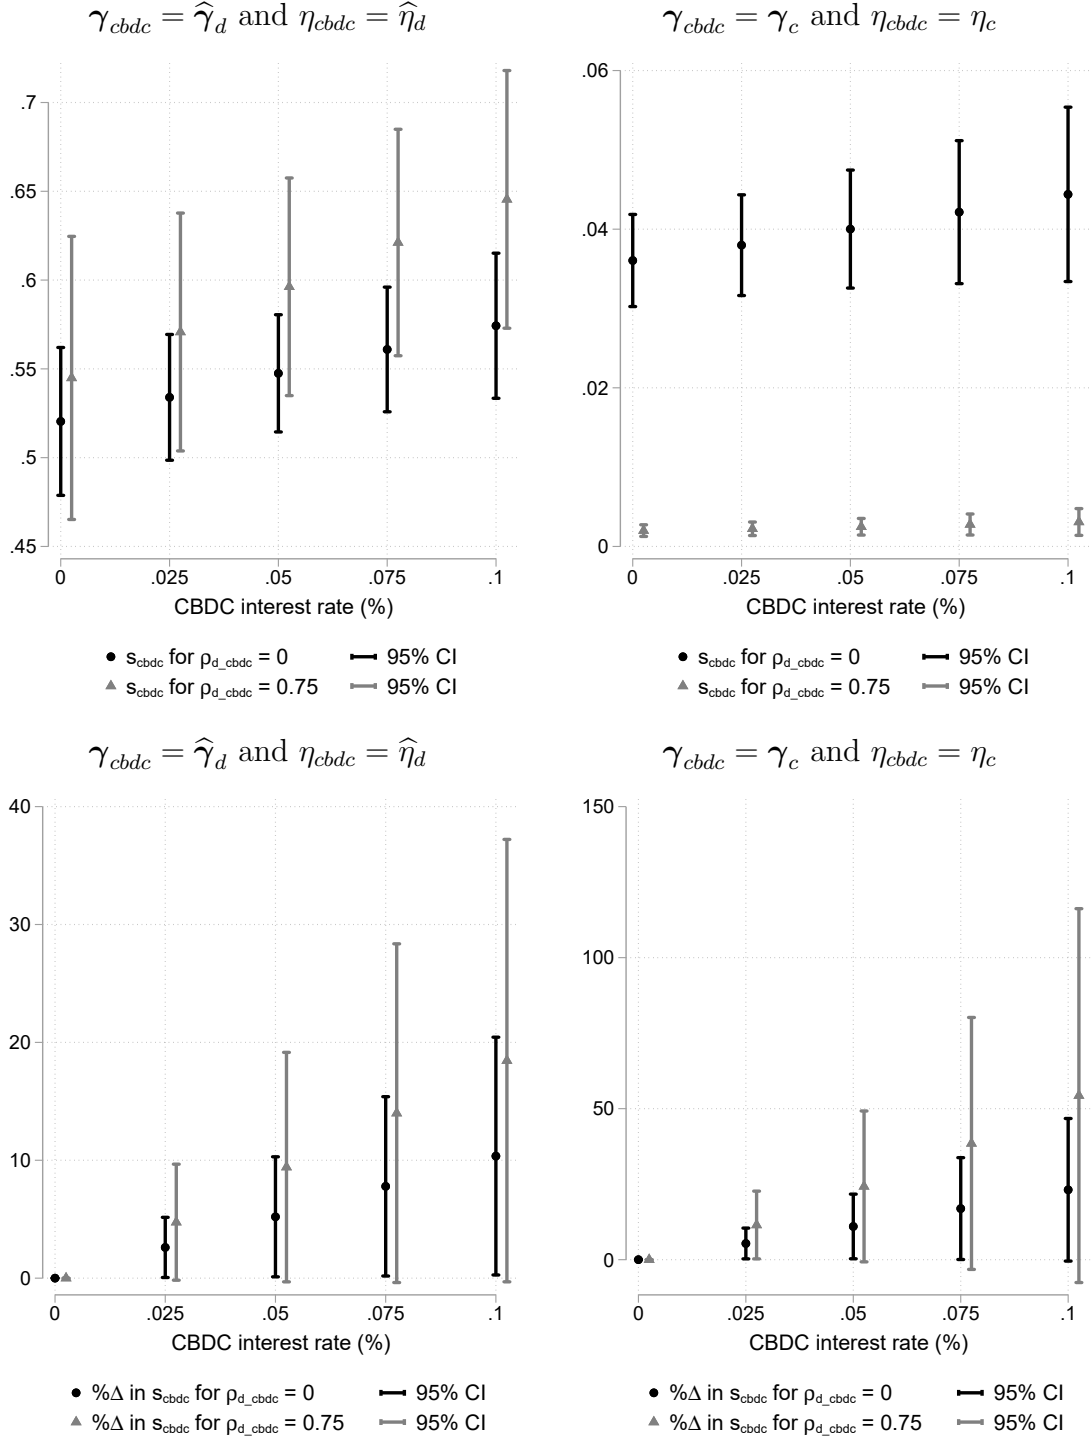 γ_cbdc = γ̂_d and η_cbdc = η̂_d
.7
.65
.6
.55
.5
.45
0 .025 .05 .075 .1
CBDC interest rate (%)
s_cbdc for ρ_d_cbdc = 0 95% CI
s_cbdc for ρ_d_cbdc = 0.75 95% CI
γ_cbdc = γ_c and η_cbdc = η_c
.06
.04
.02
0
0 .025 .05 .075 .1
CBDC interest rate (%)
s_cbdc for ρ_d_cbdc = 0 95% CI
s_cbdc for ρ_d_cbdc = 0.75 95% CI
γ_cbdc = γ̂_d and η_cbdc = η̂_d
40
30
20
10
0
0 .025 .05 .075 .1
CBDC interest rate (%)
%Δ in s_cbdc for ρ_d_cbdc = 0 95% CI
%Δ in s_cbdc for ρ_d_cbdc = 0.75 95% CI
γ_cbdc = γ_c and η_cbdc = η_c
150
100
50
0
0 .025 .05 .075 .1
CBDC interest rate (%)
%Δ in s_cbdc for ρ_d_cbdc = 0 95% CI
%Δ in s_cbdc for ρ_d_cbdc = 0.75 95% CI